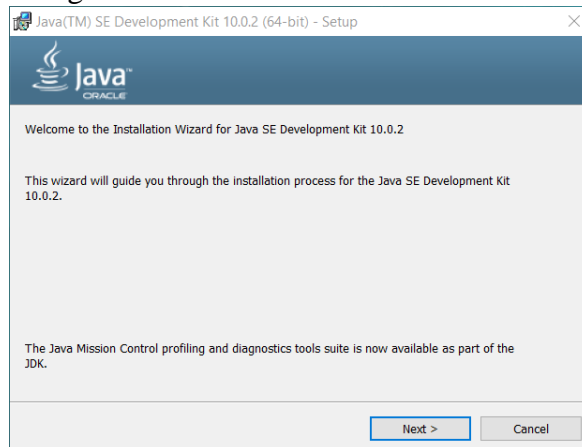 Java(TM) SE Development Kit 10.0.2 (64-bit) - Setup
Java™
ORACLE
Welcome to the Installation Wizard for Java SE Development Kit 10.0.2
This wizard will guide you through the installation process for the Java SE Development Kit
10.0.2.
The Java Mission Control profiling and diagnostics tools suite is now available as part of the
JDK.
Next > Cancel